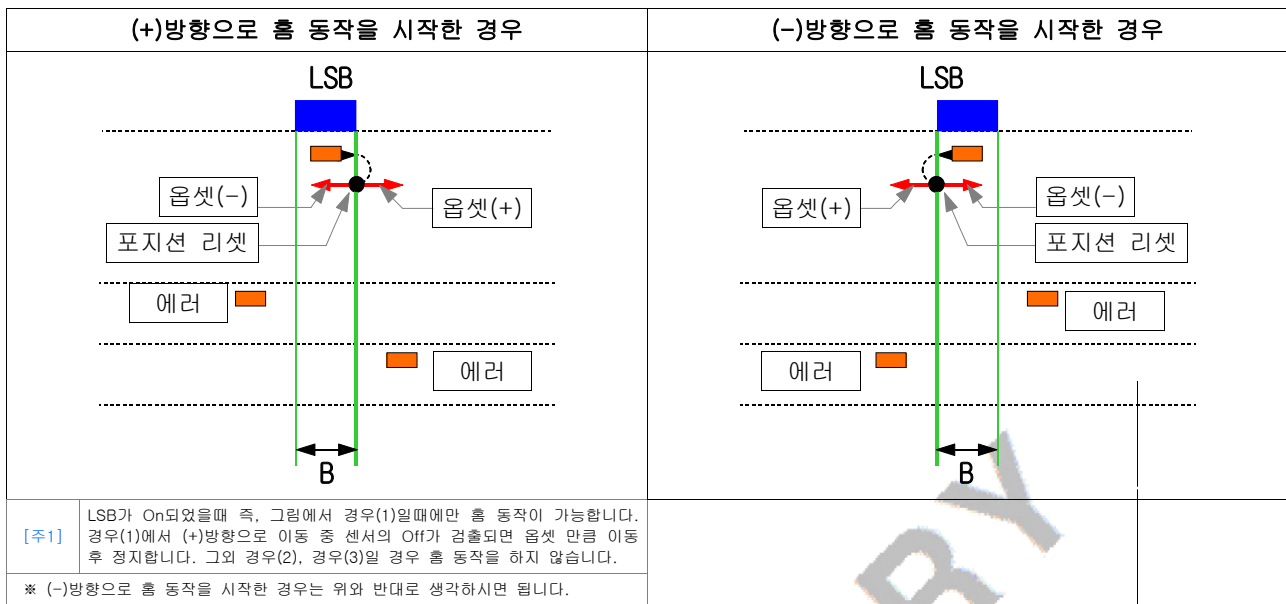 (+)방향으로 홈 동작을 시작한 경우
(-)방향으로 홈 동작을 시작한 경우
LSB
옵셋(-)
옵셋(+)
포지션 리셋
에러
에러
B
LSB
옵셋(+)
옵셋(-)
포지션 리셋
에러
에러
B
[주1]
LSB가 On되었을때 즉, 그림에서 경우(1)일때에만 홈 동작이 가능합니다.
경우(1)에서 (+)방향으로 이동 중 센서의 Off가 검출되면 옵셋 만큼 이동
후 정지합니다. 그외 경우(2), 경우(3)일 경우 홈 동작을 하지 않습니다.
※ (-)방향으로 홈 동작을 시작한 경우는 위와 반대로 생각하시면 됩니다.
RY